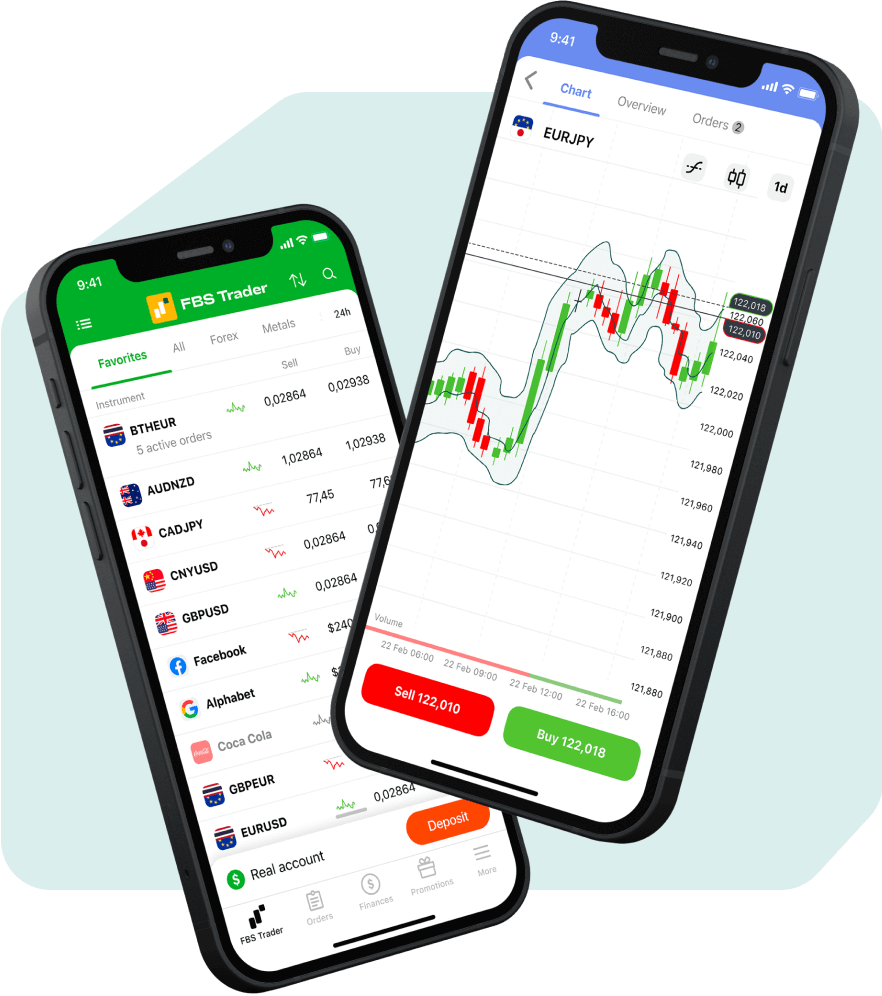 9:41
FBS Trader
Favorites All Forex Metals 24h
Instrument Sell Buy
BTHEUR 0,02864 0,02938
5 active orders
AUDNZD 1,02864 1,02938
CADJPY 77,45 77,6
CNYUSD 0,02864
GBPUSD 0,02864
Facebook $240
Alphabet
Coca Cola
GBPEUR
EURUSD 0,02864
Real account Deposit
FBS Trader Orders Finances Promotions More
9:41
Chart Overview Orders 2
EURJPY 1d
122,018
122,060
122,010
122,040
122,020
122,000
121,980
121,960
121,940
121,920
121,900
121,880
121,880
Volume
22 Feb 06:00 22 Feb 09:00 22 Feb 12:00 22 Feb 16:00
Sell 122,010 Buy 122,018